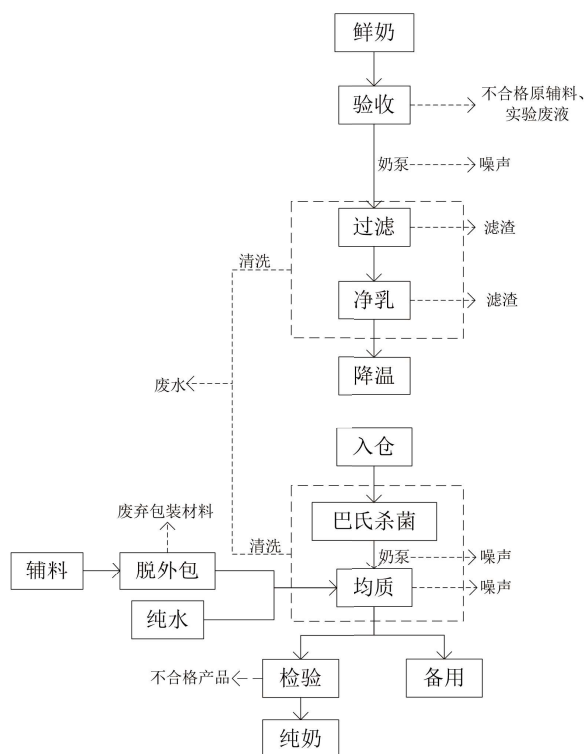 鲜奶
验收
不合格原辅料、
实验废液
奶泵
噪声
过滤
滤渣
清洗
净乳
滤渣
废水
降温
入仓
废弃包装材料
巴氏杀菌
清洗
奶泵
噪声
辅料
脱外包
均质
噪声
纯水
不合格产品
检验
备用
纯奶